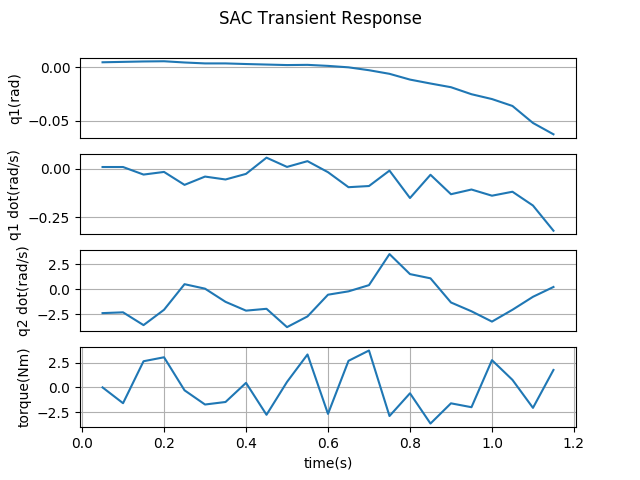 SAC Transient Response
q1(rad)
0.00
−0.05
q1 dot(rad/s)
0.00
−0.25
q2 dot(rad/s)
2.5
0.0
−2.5
torque(Nm)
2.5
0.0
−2.5
0.0 0.2 0.4 0.6 0.8 1.0 1.2
time(s)